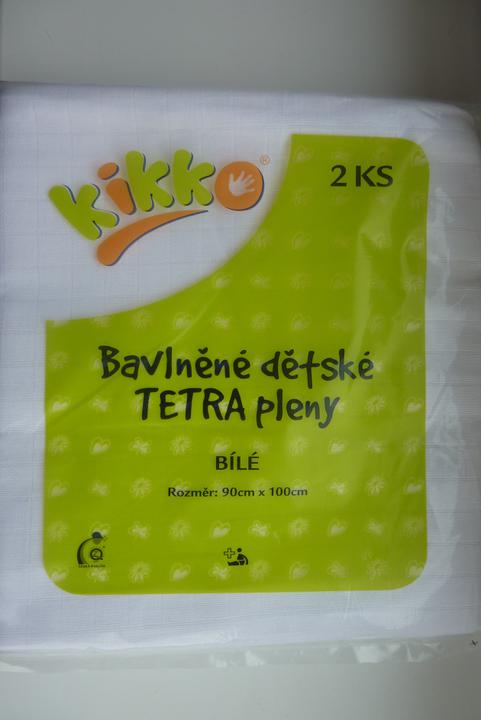 kikko®
2 KS
Bavlněné dětské
TETRA pleny
BÍLÉ
Rozměr: 90cm x 100cm
Q